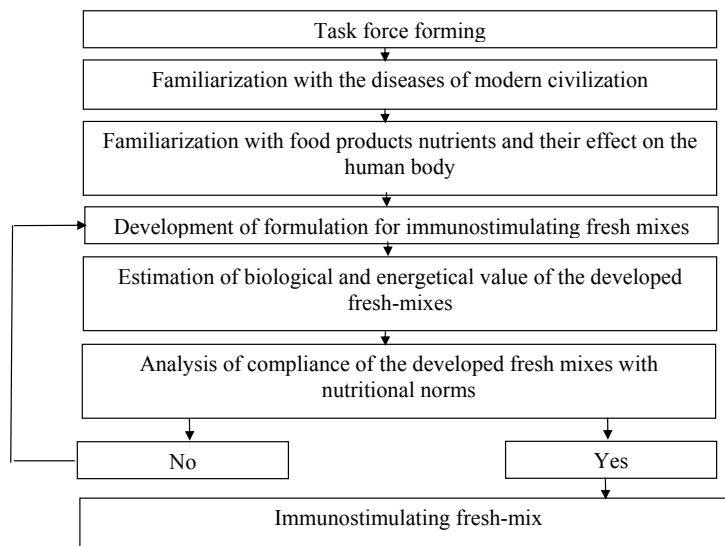 Task force forming
Familiarization with the diseases of modern civilization
Familiarization with food products nutrients and their effect on the
human body
Development of formulation for immunostimulating fresh mixes
Estimation of biological and energetical value of the developed
fresh-mixes
Analysis of compliance of the developed fresh mixes with
nutritional norms
No
Yes
Immunostimulating fresh-mix